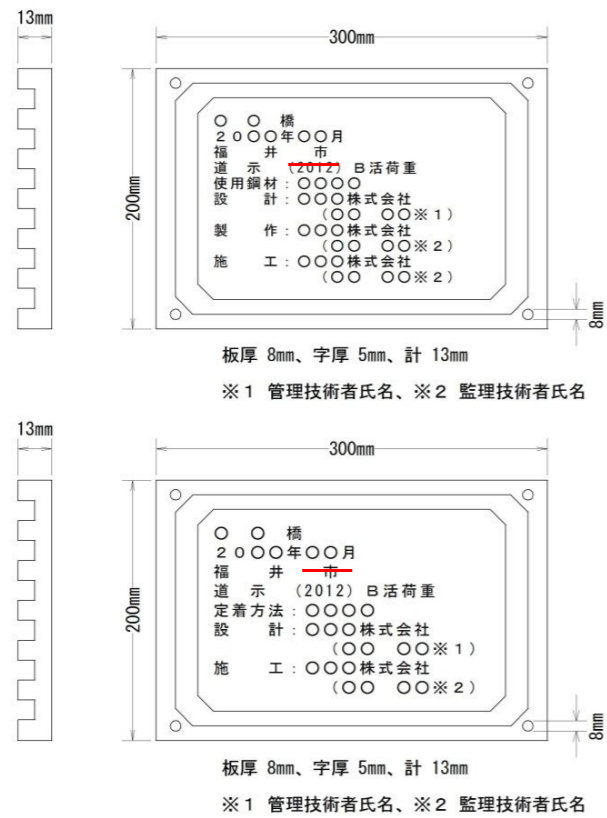 13mm
300mm
200mm
○ ○ 橋
2０○○年○○月
福 井 市
道 示 (2012) Ｂ活荷重
使用鋼材：○○○○
設 計：○○○株式会社
(○○ ○○※１)
製 作：○○○株式会社
(○○ ○○※２)
施 工：○○○株式会社
(○○ ○○※２)
8mm
板厚 8mm、字厚 5mm、計 13mm
※１ 管理技術者氏名、※２ 監理技術者氏名
13mm
300mm
200mm
○ ○ 橋
２０○○年○○月
福 井 市
道 示 (2012) Ｂ活荷重
定着方法：○○○○
設 計：○○○株式会社
(○○ ○○※１)
施 工：○○○株式会社
(○○ ○○※２)
8mm
板厚 8mm、字厚 5mm、計 13mm
※１ 管理技術者氏名、※２ 監理技術者氏名